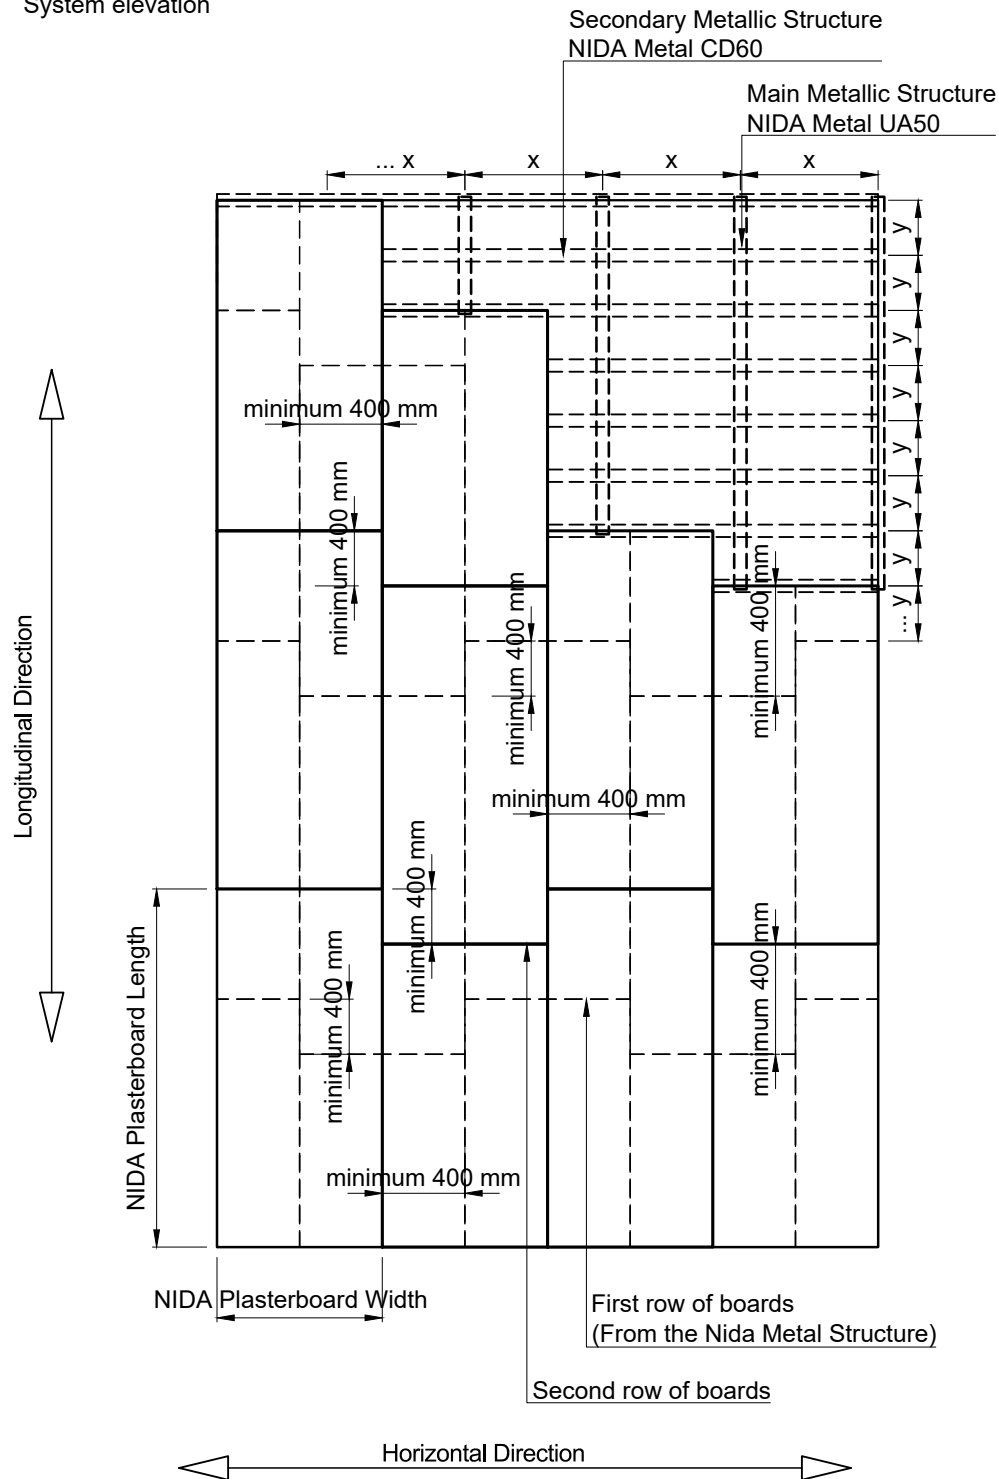 System elevation
Secondary Metallic Structure
NIDA Metal CD60
Main Metallic Structure
NIDA Metal UA50
... x
x
x
x
y
y
y
y
y
y
y
... y
minimum 400 mm
minimum 400 mm
minimum 400 mm
minimum 400 mm
Longitudinal Direction
minimum 400 mm
minimum 400 mm
minimum 400 mm
minimum 400 mm
NIDA Plasterboard Length
minimum 400 mm
NIDA Plasterboard Width
First row of boards
(From the Nida Metal Structure)
Second row of boards
Horizontal Direction